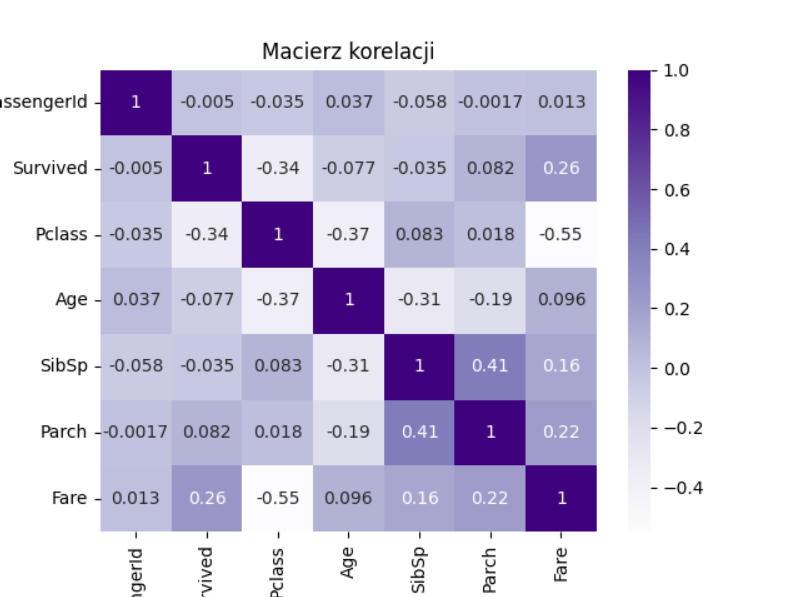 Macierz korelacji
assengerId 1 -0.005 -0.035 0.037 -0.058 -0.0017 0.013
Survived -0.005 1 -0.34 -0.077 -0.035 0.082 0.26
Pclass -0.035 -0.34 1 -0.37 0.083 0.018 -0.55
Age 0.037 -0.077 -0.37 1 -0.31 -0.19 0.096
SibSp -0.058 -0.035 0.083 -0.31 1 0.41 0.16
Parch -0.0017 0.082 0.018 -0.19 0.41 1 0.22
Fare 0.013 0.26 -0.55 0.096 0.16 0.22 1
ngerId rvived Pclass Age SibSp Parch Fare
1.0
0.8
0.6
0.4
0.2
0.0
−0.2
−0.4